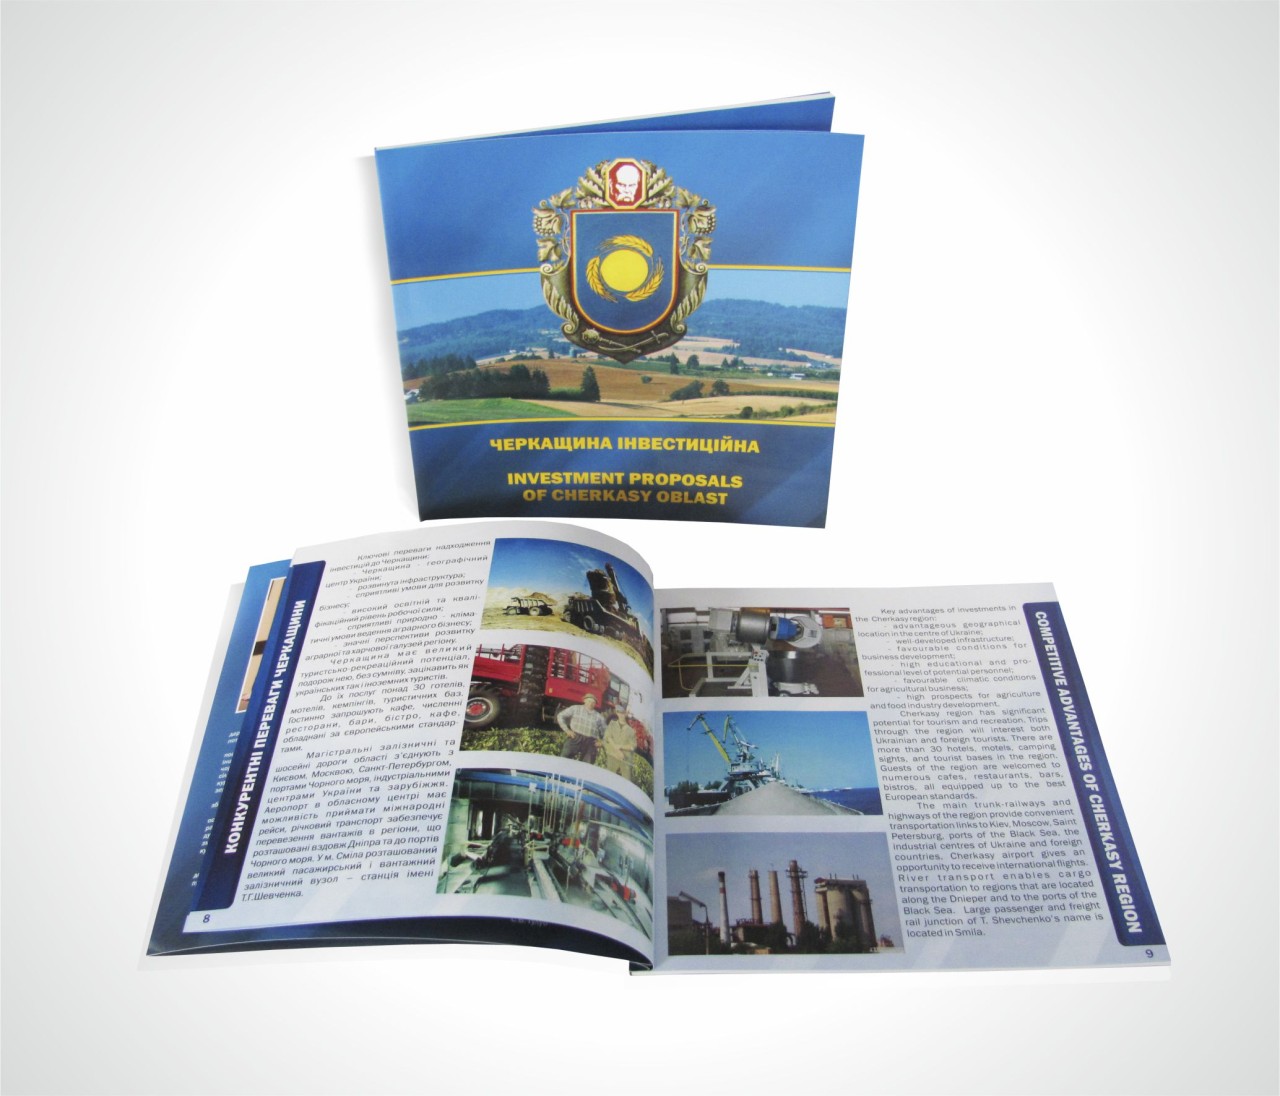 ЧЕРКАЩИНА ІНВЕСТИЦІЙНА
INVESTMENT PROPOSALS
OF CHERKASY OBLAST
КОНКУРЕНТНІ ПЕРЕВАГИ ЧЕРКАЩИНИ
Ключові переваги надходження
інвестицій до Черкащини:
- Черкащина - географічний
центр України;
- розвинута інфраструктура;
- сприятливі умови для розвитку
бізнесу;
- високий освітній та квалі-
фікаційний рівень робочої сили;
- сприятливі природно - кліма-
тичні умови ведення аграрного бізнесу;
- значні перспективи розвитку
аграрної та харчової галузей регіону.
Черкащина має великий
туристсько-рекреаційний потенціал,
подорож нею, без сумніву, зацікавить як
українських так і іноземних туристів.
До їх послуг понад 30 готелів,
мотелів, кемпінгів, туристичних баз.
Гостинно запрошують кафе, численні
ресторани, бари, бістро, кафе,
обладнані за європейськими стандар-
тами.
Магістральні залізничні та
шосейні дороги області з'єднують з
Києвом, Москвою, Санкт-Петербургом,
портами Чорного моря, індустріальними
центрами України та зарубіжжя.
Аеропорт в обласному центрі має
можливість приймати міжнародні
рейси, річковий транспорт забезпечує
перевезення вантажів в регіони, що
розташовані вздовж Дніпра та до портів
Чорного моря. У м. Сміла розташований
великий пасажирський і вантажний
залізничний вузол – станція імені
Т.Г.Шевченка.
8
Key advantages of investments in
the Cherkasy region:
- advantageous geographical
location in the centre of Ukraine;
- well-developed infrastructure;
- favourable conditions for
business development;
- high educational and pro-
fessional level of potential personnel;
- favourable climatic conditions
for agricultural business;
- high prospects for agriculture
and food industry development.
Cherkasy region has significant
potential for tourism and recreation. Trips
through the region will interest both
Ukrainian and foreign tourists. There are
more than 30 hotels, motels, camping
sights, and tourist bases in the region.
Guests of the region are welcomed to
numerous cafes, restaurants, bars,
bistros, all equipped up to the best
European standards.
The main trunk-railways and
highways of the region provide convenient
transportation links to Kiev, Moscow, Saint
Petersburg, ports of the Black Sea, the
industrial centres of Ukraine and foreign
countries. Cherkasy airport gives an
opportunity to receive international flights.
River transport enables cargo
transportation to regions that are located
along the Dnieper and to the ports of the
Black Sea. Large passenger and freight
rail junction of T. Shevchenko's name is
located in Smila.
COMPETITIVE ADVANTAGES OF CHERKASY REGION
9